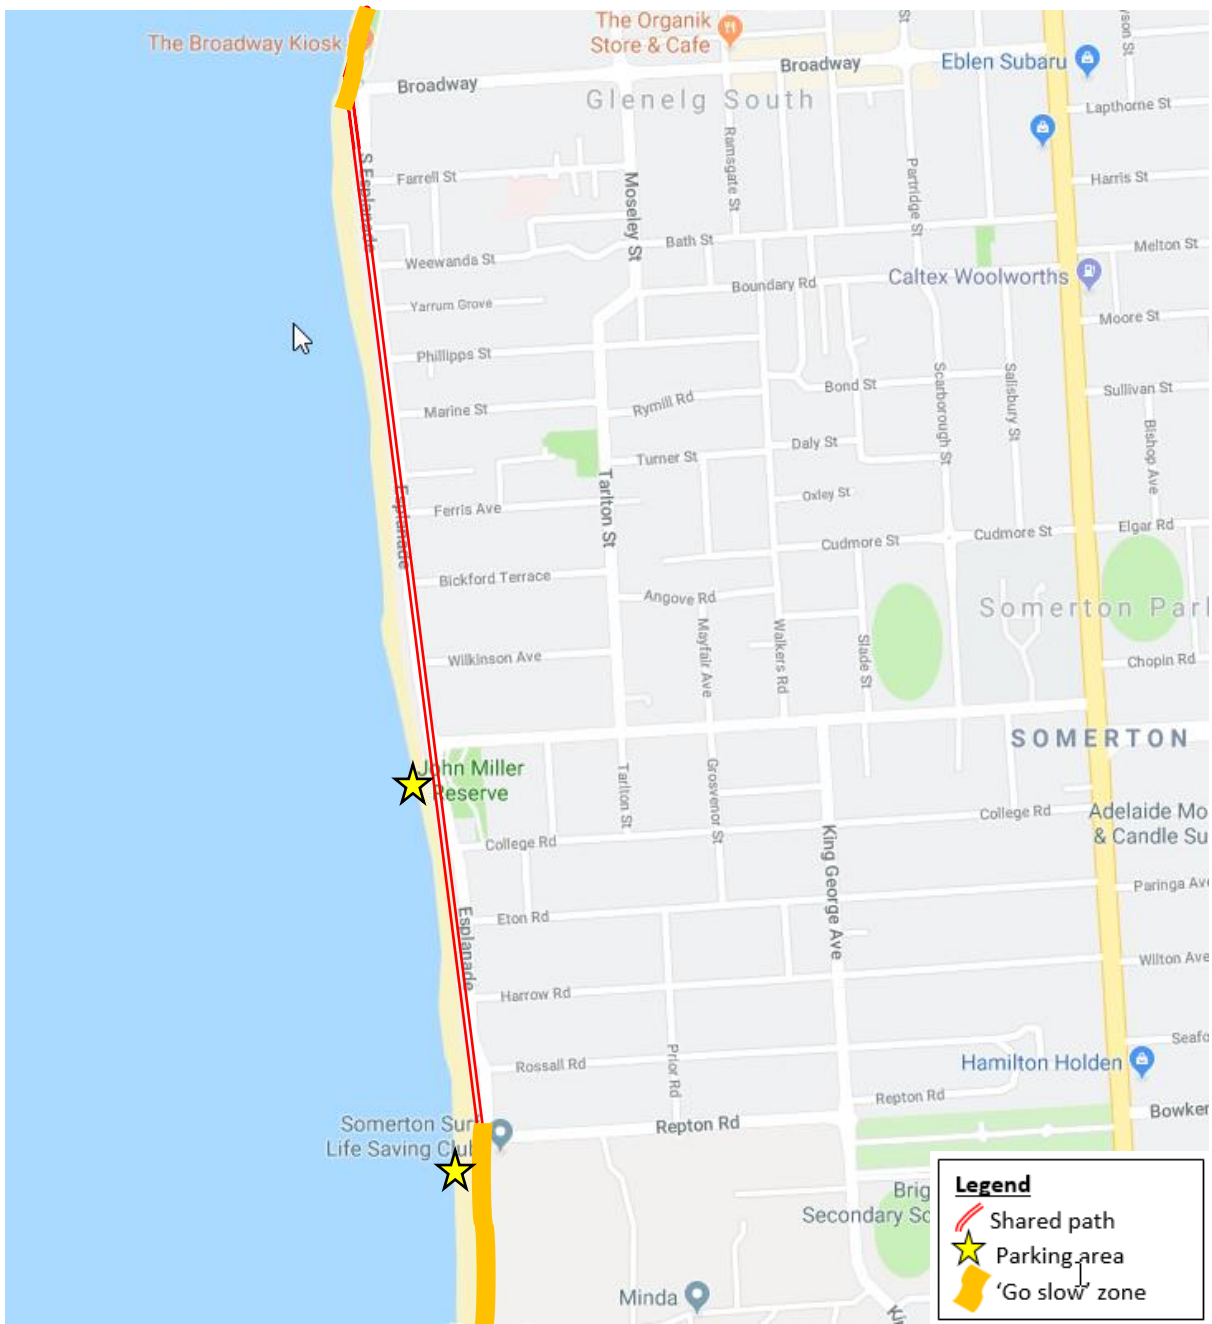 The Organik
Store & Cafe
The Broadway Kiosk
St
yson St
Broadway
Broadway
Eblen Subaru
Glenelg South
Lapthorne St
Ramsgate St
Partridge St
S Esplanade
Farrell St
Moseley St
Harris St
Bath St
Melton St
Weewanda St
Boundary Rd
Caltex Woolworths
Yarrum Grove
Moore St
Phillipps St
Scarborough St
Salisbury St
Bond St
Sullivan St
Marine St
Rymill Rd
Bishop Ave
Daly St
Turner St
Tarlton St
Esplanade
Oxley St
Ferris Ave
Elgar Rd
Cudmore St
Cudmore St
Bickford Terrace
Angove Rd
Somerton Parl
Mayfair Ave
Walkers Rd
Slade St
Wilkinson Ave
Chopin Rd
SOMERTON
John Miller
Reserve
Tarlton St
Grosvenor St
College Rd
College Rd
Adelaide Mo
& Candle Su
King George Ave
Paringa Ave
Esplanade
Eton Rd
Wilton Ave
Harrow Rd
Seafo
Rossall Rd
Prior Rd
Hamilton Holden
Repton Rd
Bowker
Somerton Sur
Life Saving Club
Repton Rd
Brig
Secondary Sc
Minda
Ki
Legend
Shared path
Parking area
'Go slow' zone